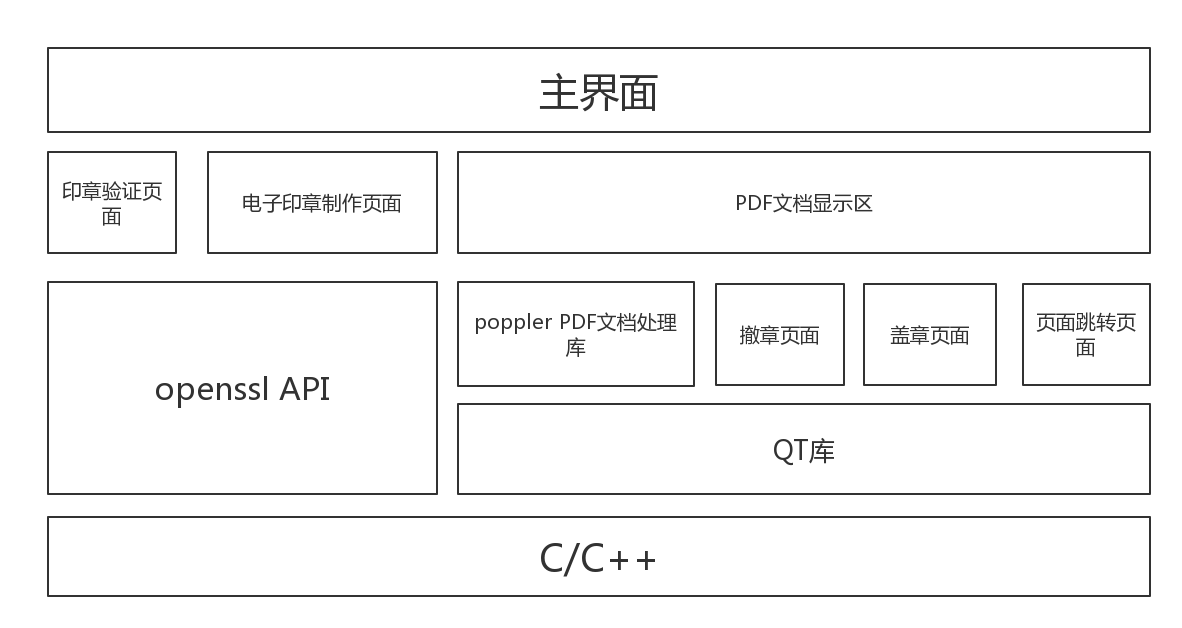 主界面
印章验证页
面
电子印章制作页面
PDF文档显示区
openssl API
poppler PDF文档处理
库
撤章页面
盖章页面
页面跳转页
面
QT库
C/C++